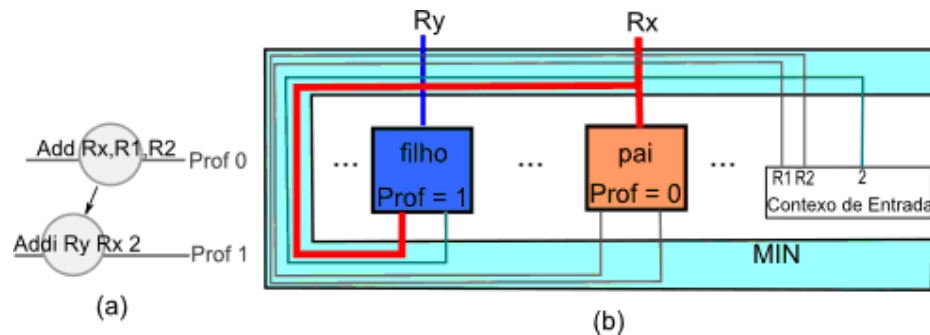 Ry
Rx
Add Rx,R1,R2
Prof 0
Addi Ry Rx 2
Prof 1
(a)
...
filho
Prof = 1
...
pai
Prof = 0
...
R1 R2
2
Contexo de Entrada
MIN
(b)